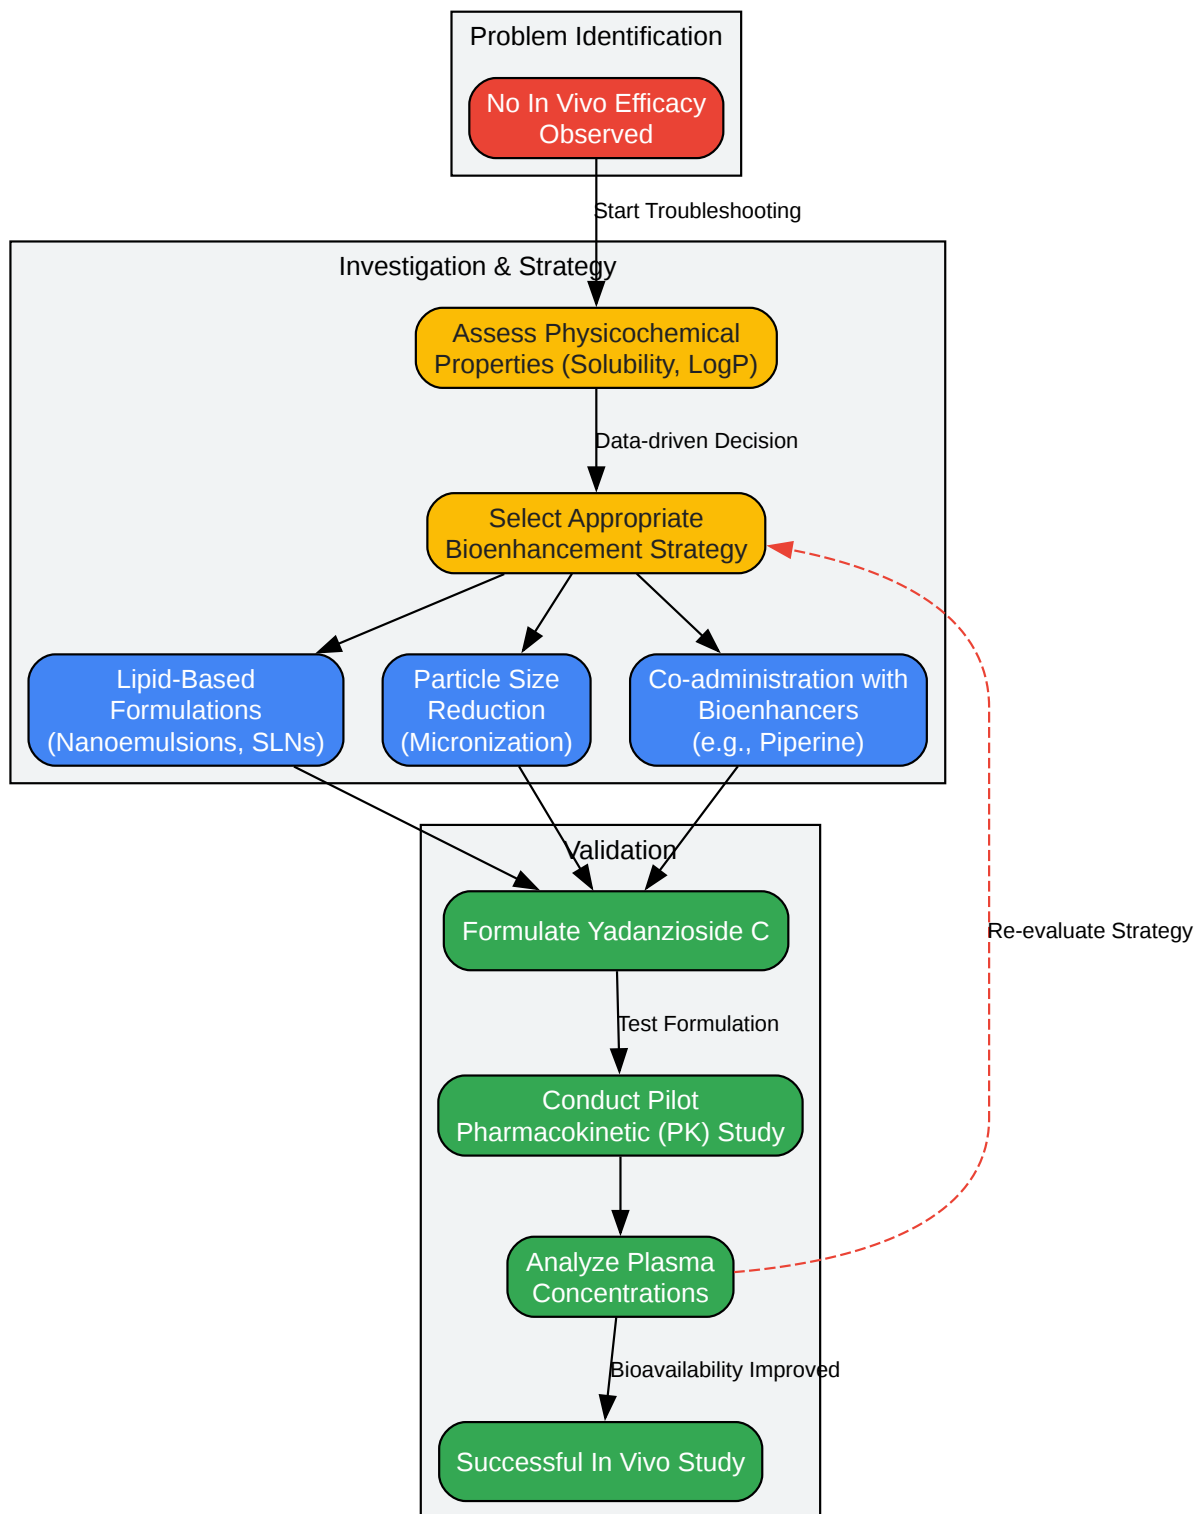 Problem Identification
No In Vivo Efficacy
Observed
Start Troubleshooting
Investigation & Strategy
Assess Physicochemical
Properties (Solubility, LogP)
Data-driven Decision
Select Appropriate
Bioenhancement Strategy
Lipid-Based
Formulations
(Nanoemulsions, SLNs)
Particle Size
Reduction
(Micronization)
Co-administration with
Bioenhancers
(e.g., Piperine)
Validation
Formulate Yadanzioside C
Re-evaluate Strategy
Test Formulation
Conduct Pilot
Pharmacokinetic (PK) Study
Analyze Plasma
Concentrations
Bioavailability Improved
Successful In Vivo Study